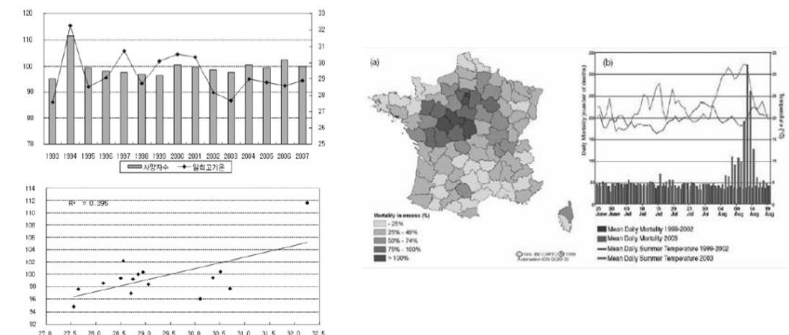 120
110
100
90
80
70
33
32
31
30
29
28
27
26
25
1993 1994 1995 1996 1997 1998 1999 2000 2001 2002 2003 2004 2005 2006 2007
사망자수 일최고기온
114
112
110
108
106
104
102
100
98
96
94
92
R² = 0.395
27.0 27.5 28.0 28.5 29.0 29.5 30.0 30.5 31.0 31.5 32.0 32.5
(a)
Mortality in excess (%)
< 25%
25% - 49%
50% - 74%
75% - 100%
> 100%
(b)
Daily Mortality (number of deaths)
Temperature (°C)
Mean Daily Mortality 1999-2002
Mean Daily Mortality 2003
Mean Daily Summer Temperature 1999-2002
Mean Daily Summer Temperature 2003